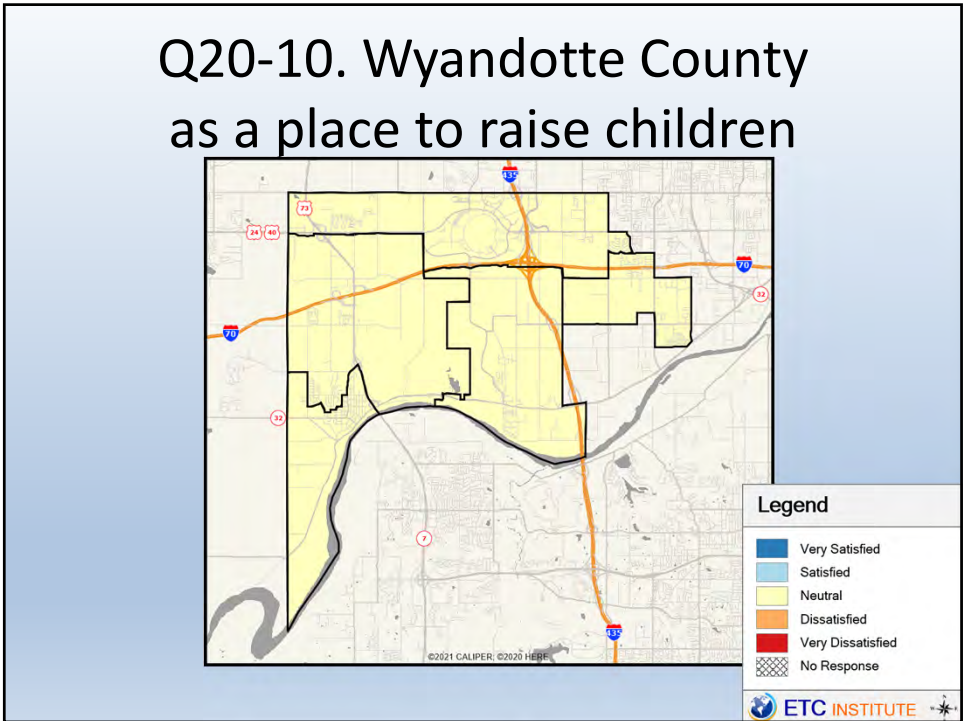 Q20-10. Wyandotte County
as a place to raise children
435
73
24 40
70
32
70
32
7
435
©2021 CALIPER; ©2020 HERE
Legend
Very Satisfied
Satisfied
Neutral
Dissatisfied
Very Dissatisfied
No Response
ETC INSTITUTE